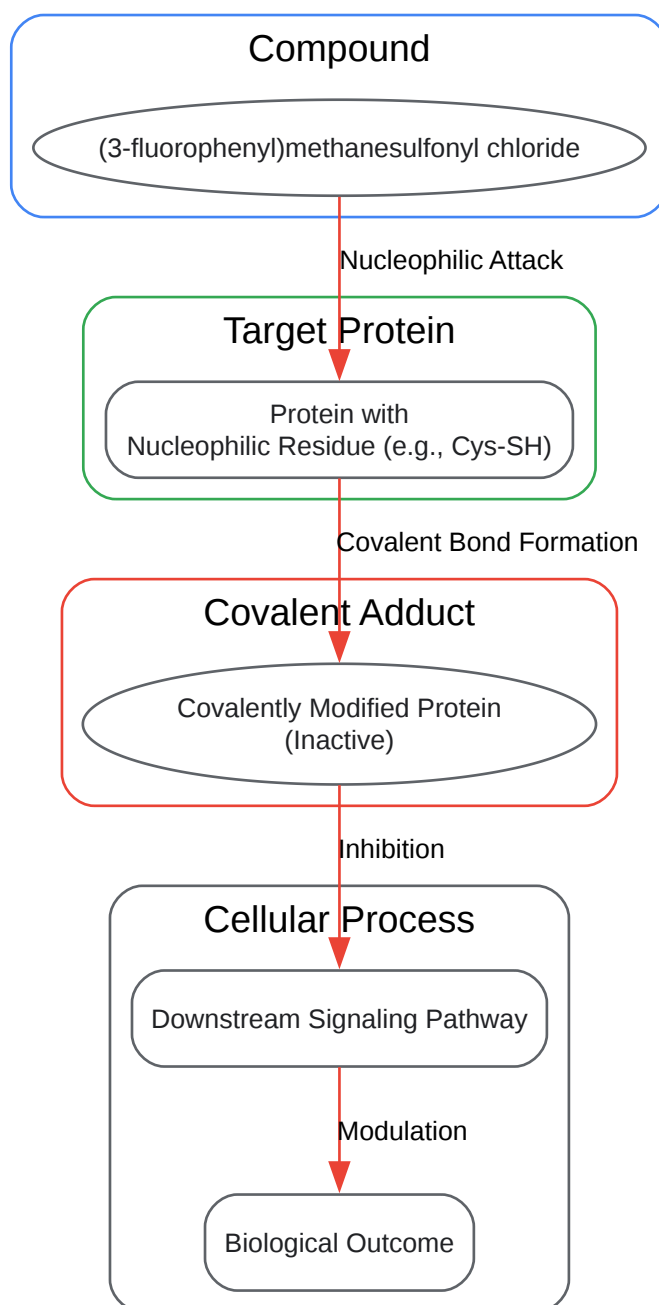 Compound
(3-fluorophenyl)methanesulfonyl chloride
Nucleophilic Attack
Target Protein
Protein with
Nucleophilic Residue (e.g., Cys-SH)
Covalent Bond Formation
Covalent Adduct
Covalently Modified Protein
(Inactive)
Inhibition
Cellular Process
Downstream Signaling Pathway
Modulation
Biological Outcome